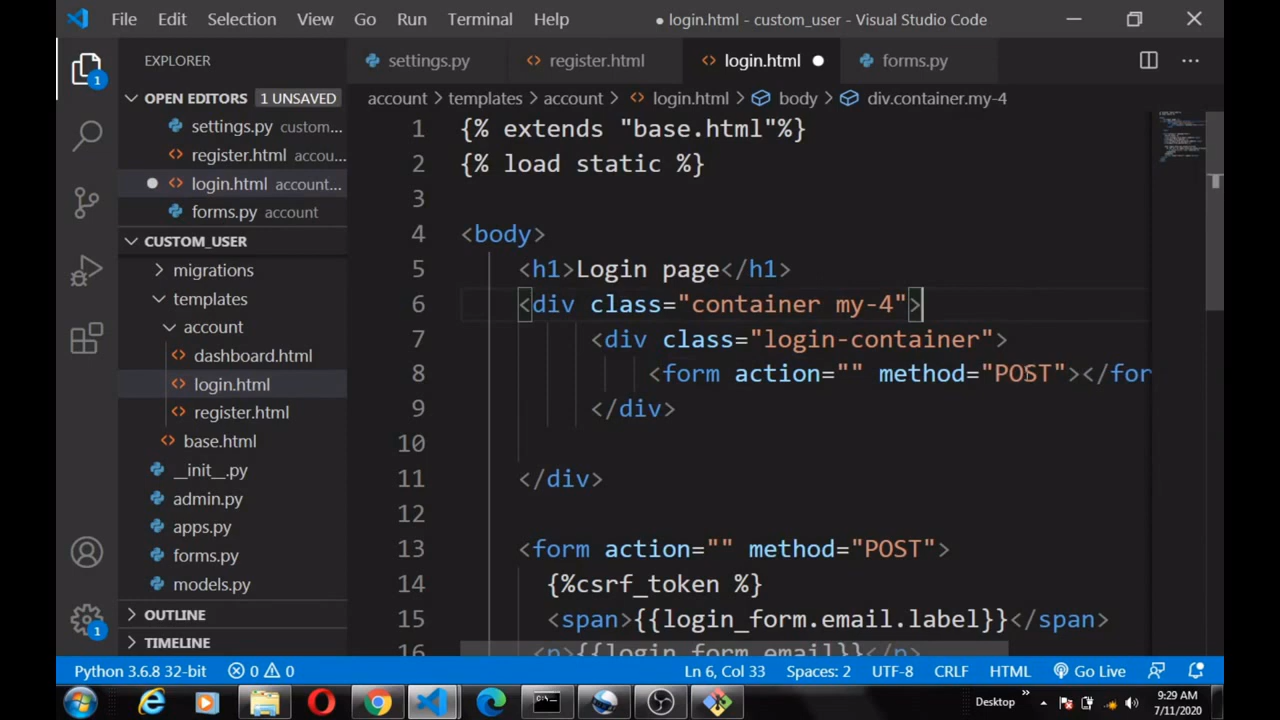 File Edit Selection View Go Run Terminal Help ● login.html - custom_user - Visual Studio Code
EXPLORER
settings.py register.html login.html ● forms.py
OPEN EDITORS 1 UNSAVED
settings.py custom...
register.html accou...
login.html account...
forms.py account
CUSTOM_USER
migrations
templates
account
dashboard.html
login.html
register.html
base.html
__init__.py
admin.py
apps.py
forms.py
models.py
OUTLINE
TIMELINE
1
1
account > templates > account > login.html > body > div.container.my-4
1 {% extends "base.html"%}
2 {% load static %}
3
4 <body>
5 <h1>Login page</h1>
6 <div class="container my-4">
7 <div class="login-container">
8 <form action="" method="POST"></for
9 </div>
10
11 </div>
12
13 <form action="" method="POST">
14 {%csrf_token %}
15 <span>{{login_form.email.label}}</span>
16 <p>{{login_form.email}}</p>
Python 3.6.8 32-bit 0 0 Ln 6, Col 33 Spaces: 2 UTF-8 CRLF HTML Go Live
Desktop » 9:29 AM
7/11/2020